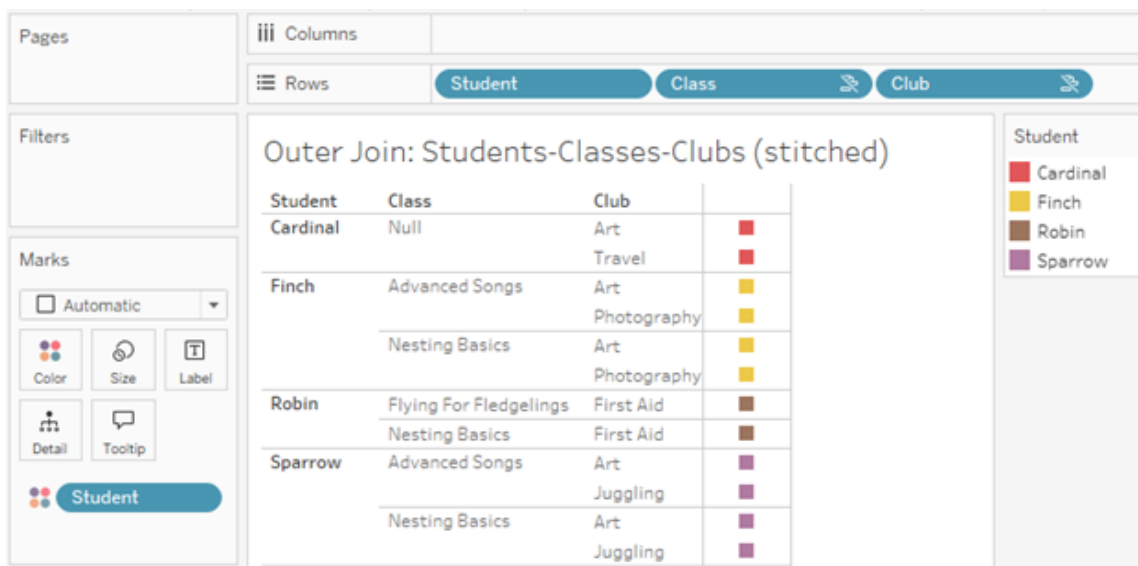 Pages
Columns
Rows Student Class Club
Filters
Outer Join: Students-Classes-Clubs (stitched)
Student Class Club
Cardinal Null Art
Travel
Finch Advanced Songs Art
Photography
Nesting Basics Art
Photography
Robin Flying For Fledgelings First Aid
Nesting Basics First Aid
Sparrow Advanced Songs Art
Juggling
Nesting Basics Art
Juggling
Student
Cardinal
Finch
Robin
Sparrow
Marks
Automatic
Color Size Label
Detail Tooltip
Student